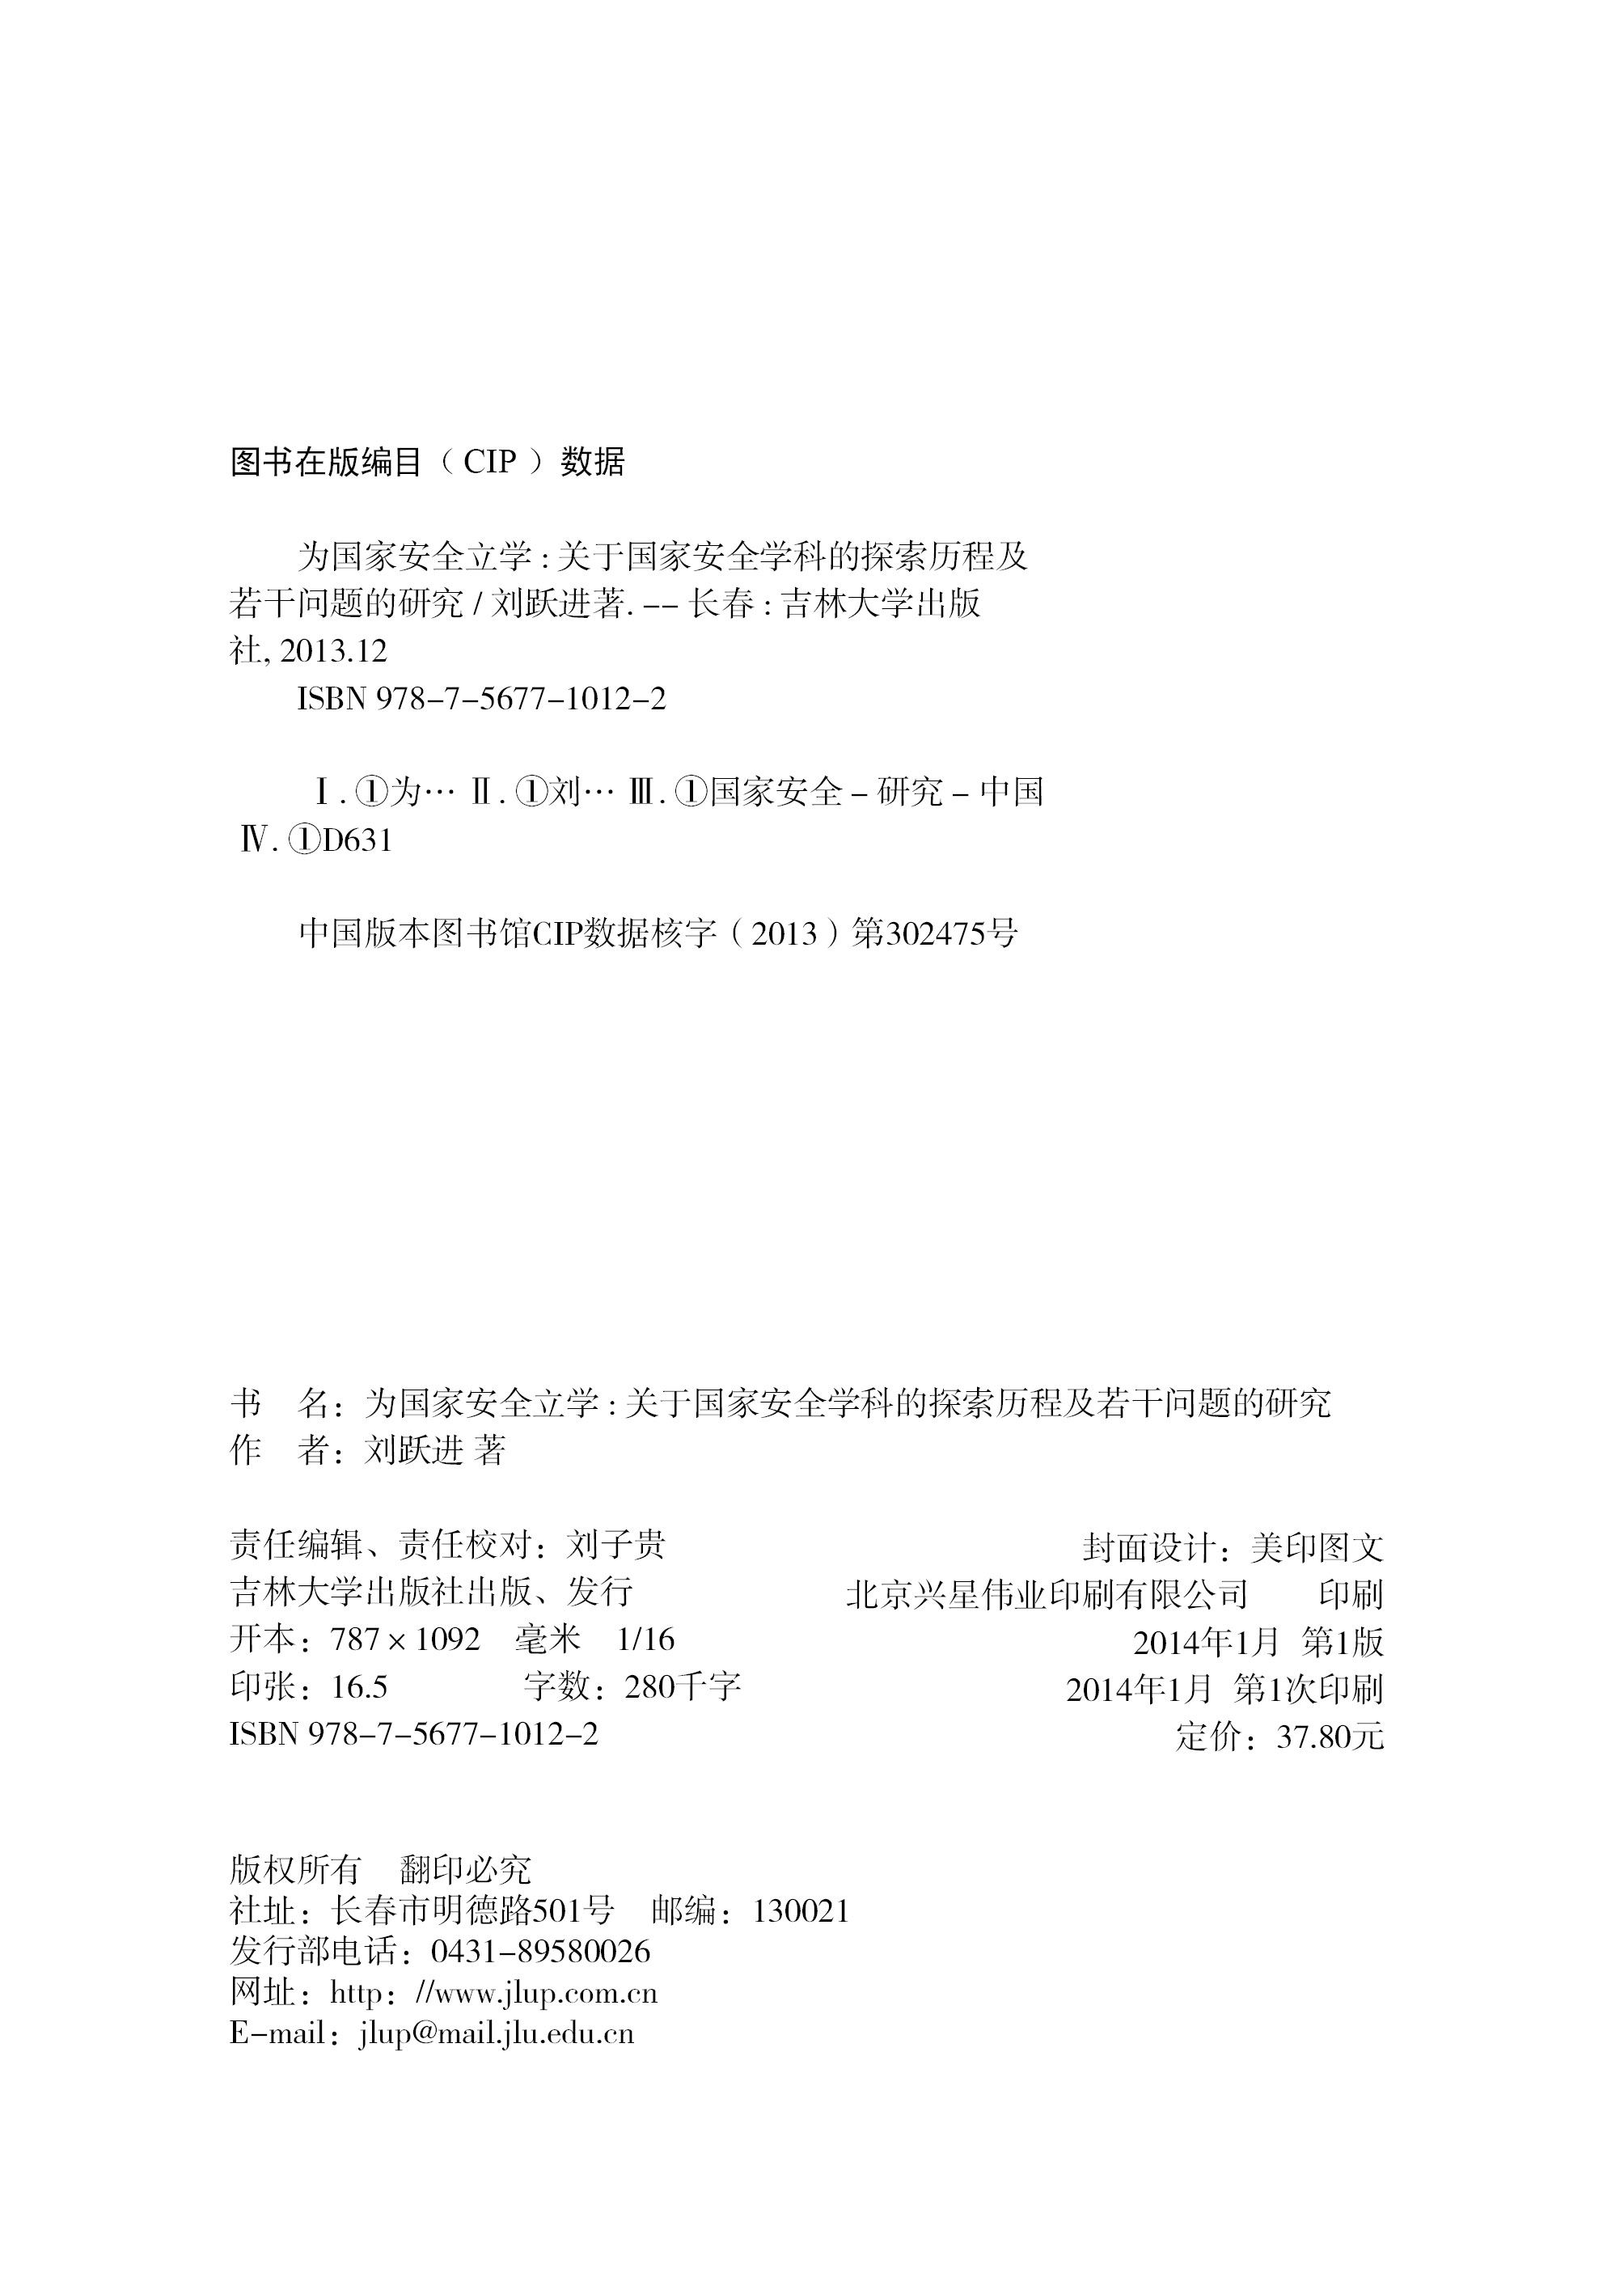 图书在版编目（CIP）数据
为国家安全立学 : 关于国家安全学科的探索历程及
若干问题的研究 / 刘跃进著. -- 长春 : 吉林大学出版
社, 2013.12
ISBN 978-7-5677-1012-2
Ⅰ. ①为… Ⅱ. ①刘… Ⅲ. ①国家安全 – 研究 – 中国
Ⅳ. ①D631
中国版本图书馆CIP数据核字（2013）第302475号
书　名：为国家安全立学 : 关于国家安全学科的探索历程及若干问题的研究
作　者：刘跃进 著
责任编辑、责任校对：刘子贵　封面设计：美印图文
吉林大学出版社出版、发行　北京兴星伟业印刷有限公司　印刷
开本：787×1092　毫米　1/16　2014年1月 第1版
印张：16.5　字数：280千字　2014年1月 第1次印刷
ISBN 978-7-5677-1012-2　定价：37.80元
版权所有　翻印必究
社址：长春市明德路501号　邮编：130021
发行部电话：0431-89580026
网址：http：//www.jlup.com.cn
E-mail：jlup@mail.jlu.edu.cn